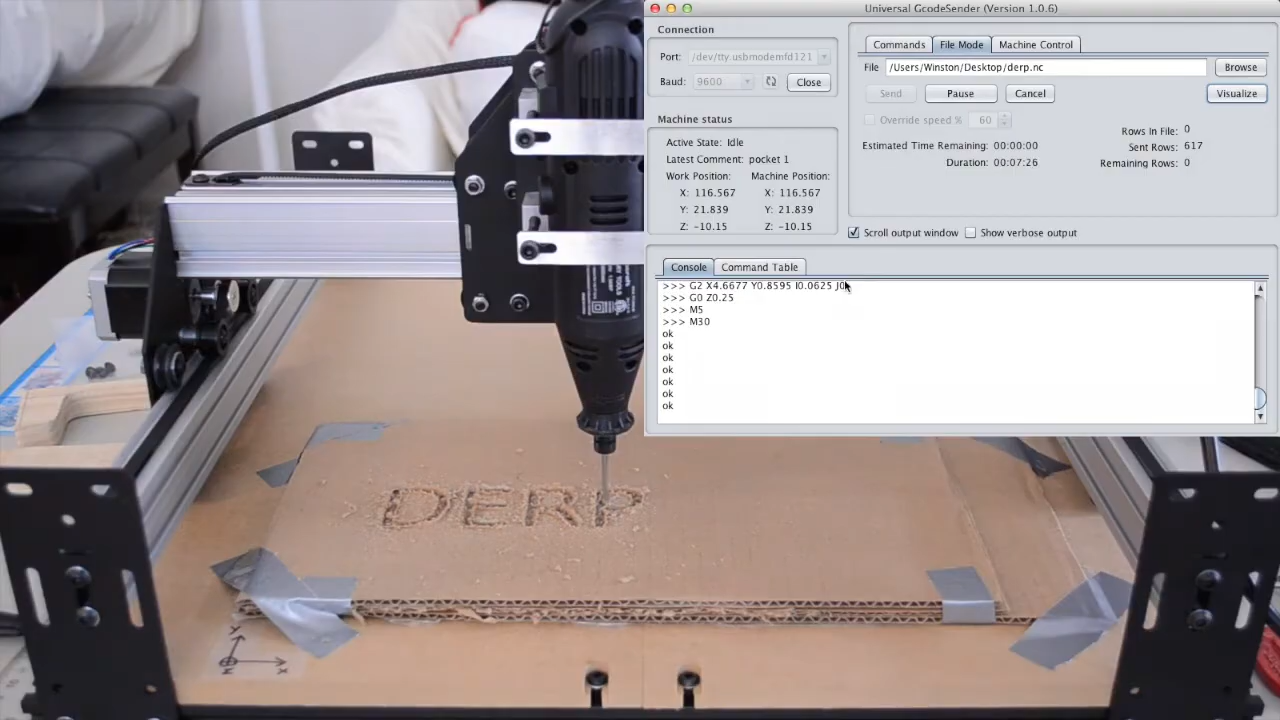 Universal GcodeSender (Version 1.0.6)
Connection
Port: /dev/tty.usbmodemfd121
Baud: 9600 Close
Machine status
Active State: Idle
Latest Comment: pocket 1
Work Position: Machine Position:
X: 116.567 X: 116.567
Y: 21.839 Y: 21.839
Z: -10.15 Z: -10.15
Commands File Mode Machine Control
File /Users/Winston/Desktop/derp.nc Browse
Send Pause Cancel Visualize
Override speed % 60
Rows In File: 0
Estimated Time Remaining: 00:00:00 Sent Rows: 617
Duration: 00:07:26 Remaining Rows: 0
Scroll output window Show verbose output
Console Command Table
>>> G2 X4.6677 Y0.8595 I0.0625 J0
>>> G0 Z0.25
>>> M5
>>> M30
ok
ok
ok
ok
ok
ok
ok
DERP
Y
X